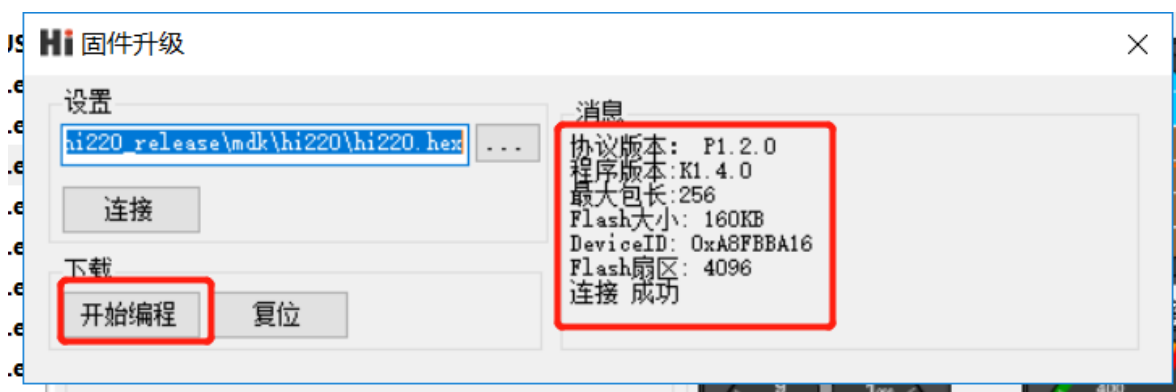 Hi 固件升级
设置
hi220_release\mdk\hi220\hi220.hex
...
连接
下载
开始编程
复位
消息
协议版本: P1.2.0
程序版本:K1.4.0
最大包长:256
Flash大小: 160KB
DeviceID: 0xA8FBBA16
Flash扇区: 4096
连接 成功
400